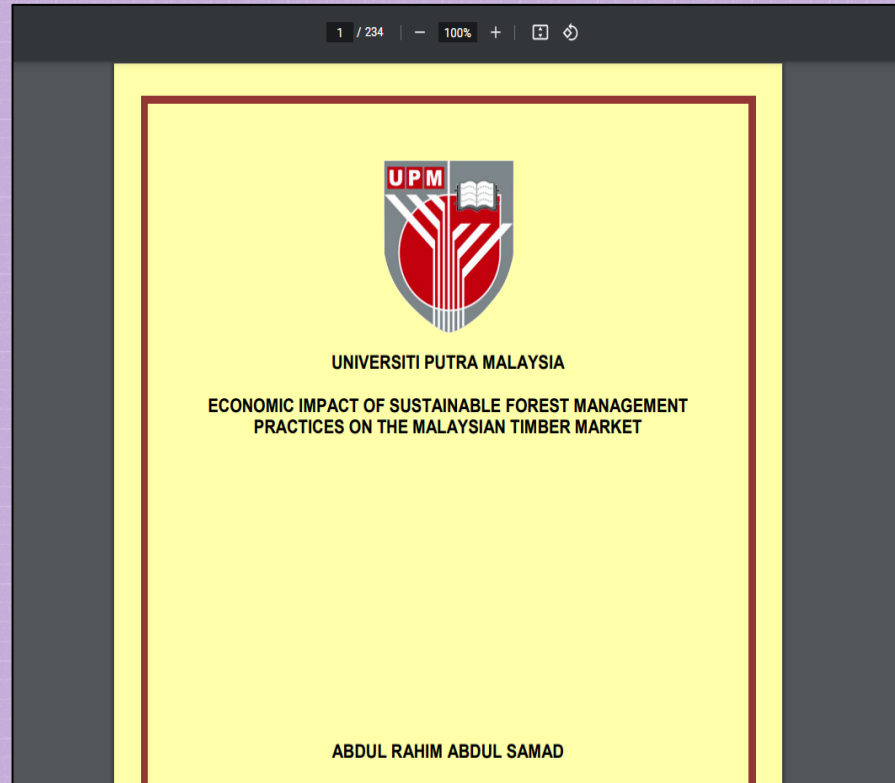 1 / 234 | − 100% + |
UPM
UNIVERSITI PUTRA MALAYSIA
ECONOMIC IMPACT OF SUSTAINABLE FOREST MANAGEMENT
PRACTICES ON THE MALAYSIAN TIMBER MARKET
ABDUL RAHIM ABDUL SAMAD